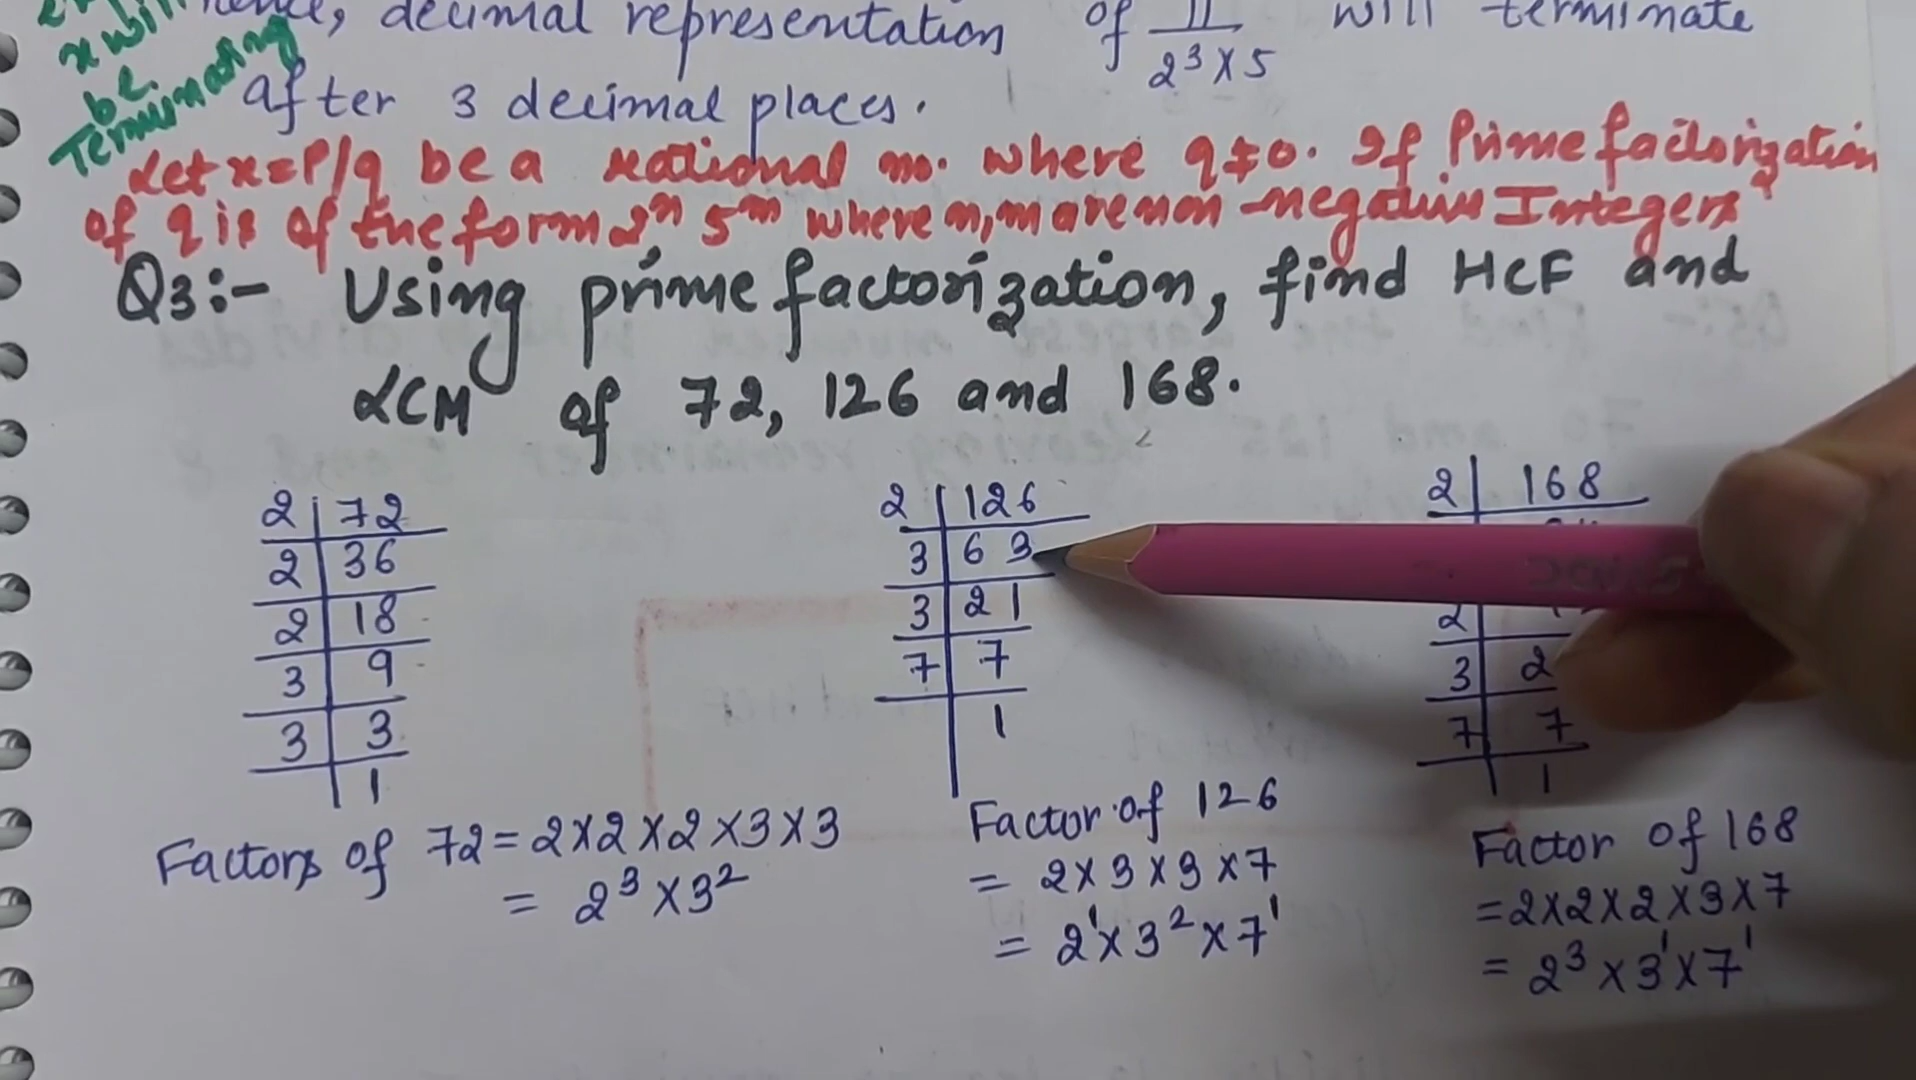 decimal representation of 11/2³×5 will terminate
x will
be
Terminating
after 3 decimal places.
Let x=P/q be a rational no. where q≠0. If Prime factorization
of q is of the form 2ⁿ 5ᵐ where n,m are non-negative Integers
Q3:- Using prime factorization, find HCF and
LCM of 72, 126 and 168.
2 | 72
2 | 36
2 | 18
3 | 9
3 | 3
| 1
Factors of 72 = 2×2×2×3×3
= 2³×3²
2 | 126
3 | 63
3 | 21
7 | 7
| 1
Factor of 126
= 2×3×3×7
= 2¹×3²×7¹
2 | 168
2 |
3 | 2
7 | 7
| 1
Factor of 168
=2×2×2×3×7
= 2³×3¹×7¹